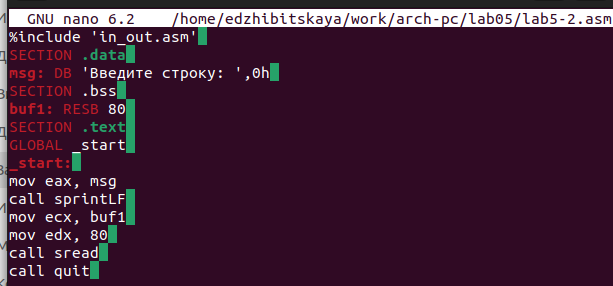 GNU nano 6.2 /home/edzhibitskaya/work/arch-pc/lab05/lab5-2.asm
%include 'in_out.asm'
SECTION .data
msg: DB 'Введите строку: ',0h
SECTION .bss
buf1: RESB 80
SECTION .text
GLOBAL _start
_start:
mov eax, msg
call sprintLF
mov ecx, buf1
mov edx, 80
call sread
call quit